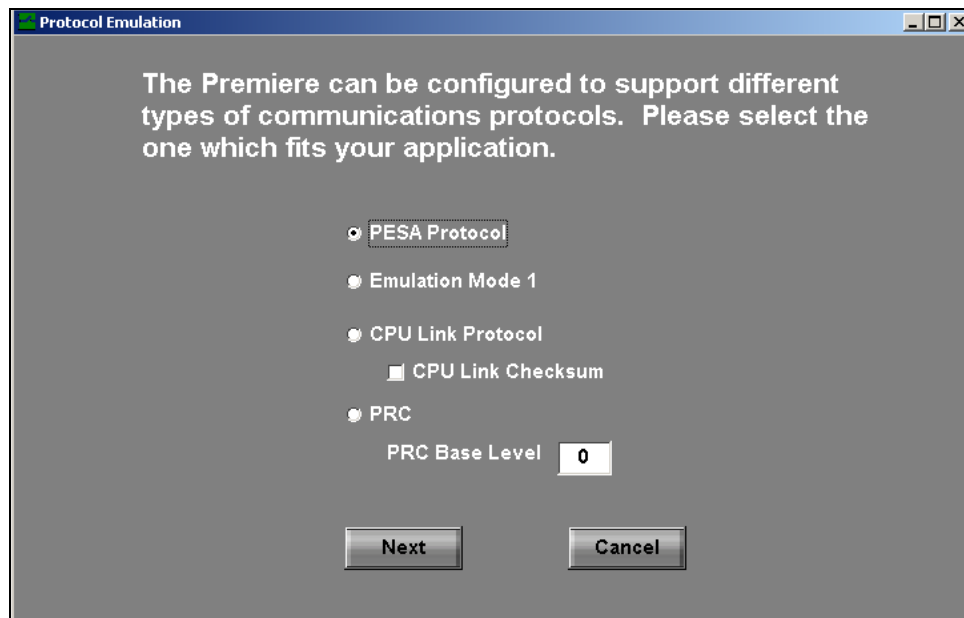 Protocol Emulation
The Premiere can be configured to support different
types of communications protocols.  Please select the
one which fits your application.
PESA Protocol
Emulation Mode 1
CPU Link Protocol
CPU Link Checksum
PRC
PRC Base Level 0
Next Cancel